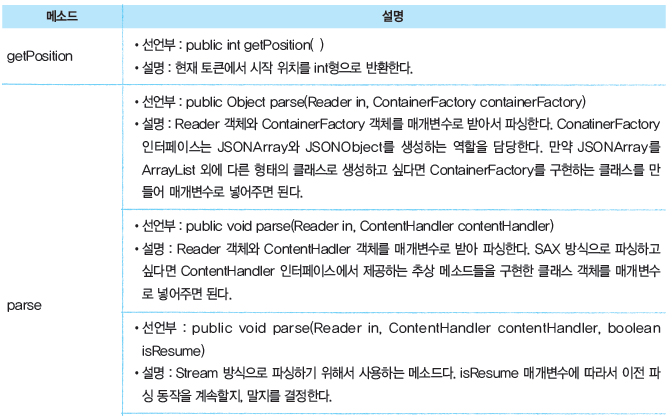 메소드 설명
getPosition
• 선언부 : public int getPosition( )
• 설명 : 현재 토큰에서 시작 위치를 int형으로 반환한다.
parse
• 선언부 : public Object parse(Reader in, ContainerFactory containerFactory)
• 설명 : Reader 객체와 ContainerFactory 객체를 매개변수로 받아서 파싱한다. ConatinerFactory
인터페이스는 JSONArray와 JSONObject를 생성하는 역할을 담당한다. 만약 JSONArray를
ArrayList 외에 다른 형태의 클래스로 생성하고 싶다면 ContainerFactory를 구현하는 클래스를 만
들어 매개변수로 넣어주면 된다.
• 선언부 : public void parse(Reader in, ContentHandler contentHandler)
• 설명 : Reader 객체와 ContentHadler 객체를 매개변수로 받아 파싱한다. SAX 방식으로 파싱하고
싶다면 ContentHandler 인터페이스에서 제공하는 추상 메소드들을 구현한 클래스 객체를 매개변수
로 넣어주면 된다.
• 선언부 : public void parse(Reader in, ContentHandler contentHandler, boolean
isResume)
• 설명 : Stream 방식으로 파싱하기 위해서 사용하는 메소드다. isResume 매개변수에 따라서 이전 파
싱 동작을 계속할지, 말지를 결정한다.